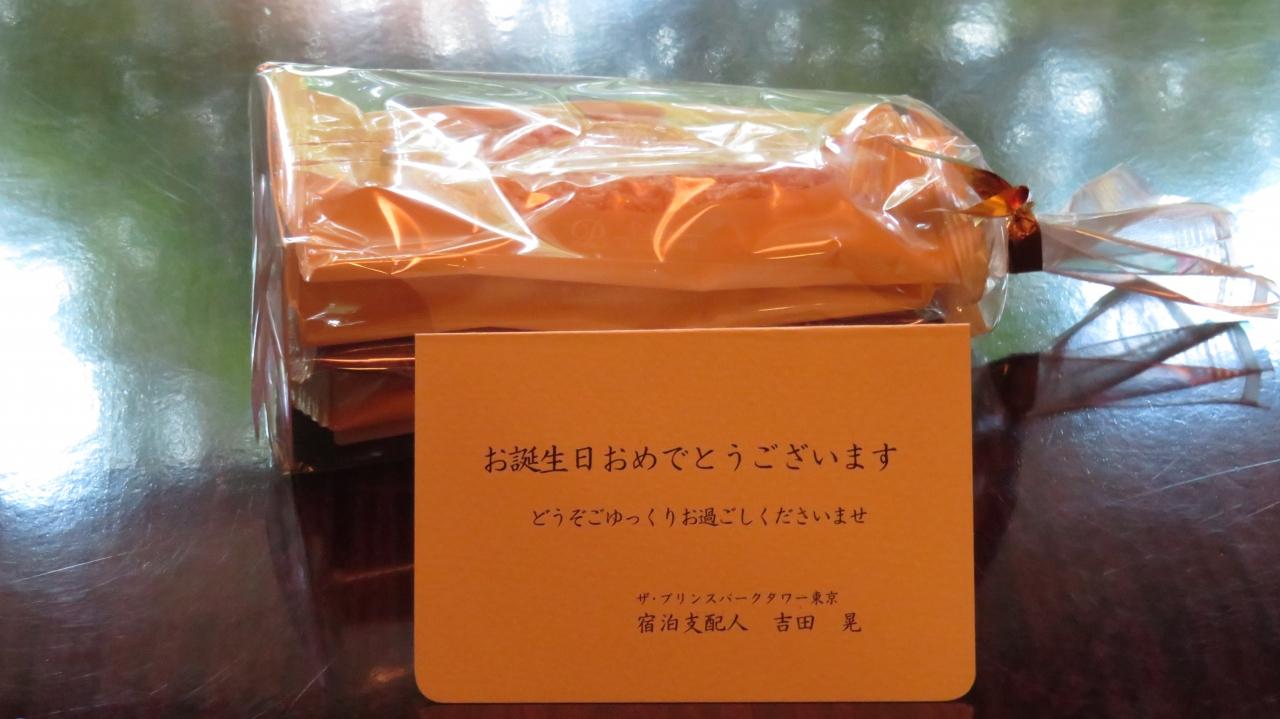 お誕生日おめでとうございます
どうぞごゆっくりお過ごしくださいませ
ザ・プリンスパークタワー東京
宿泊支配人　吉田　晃